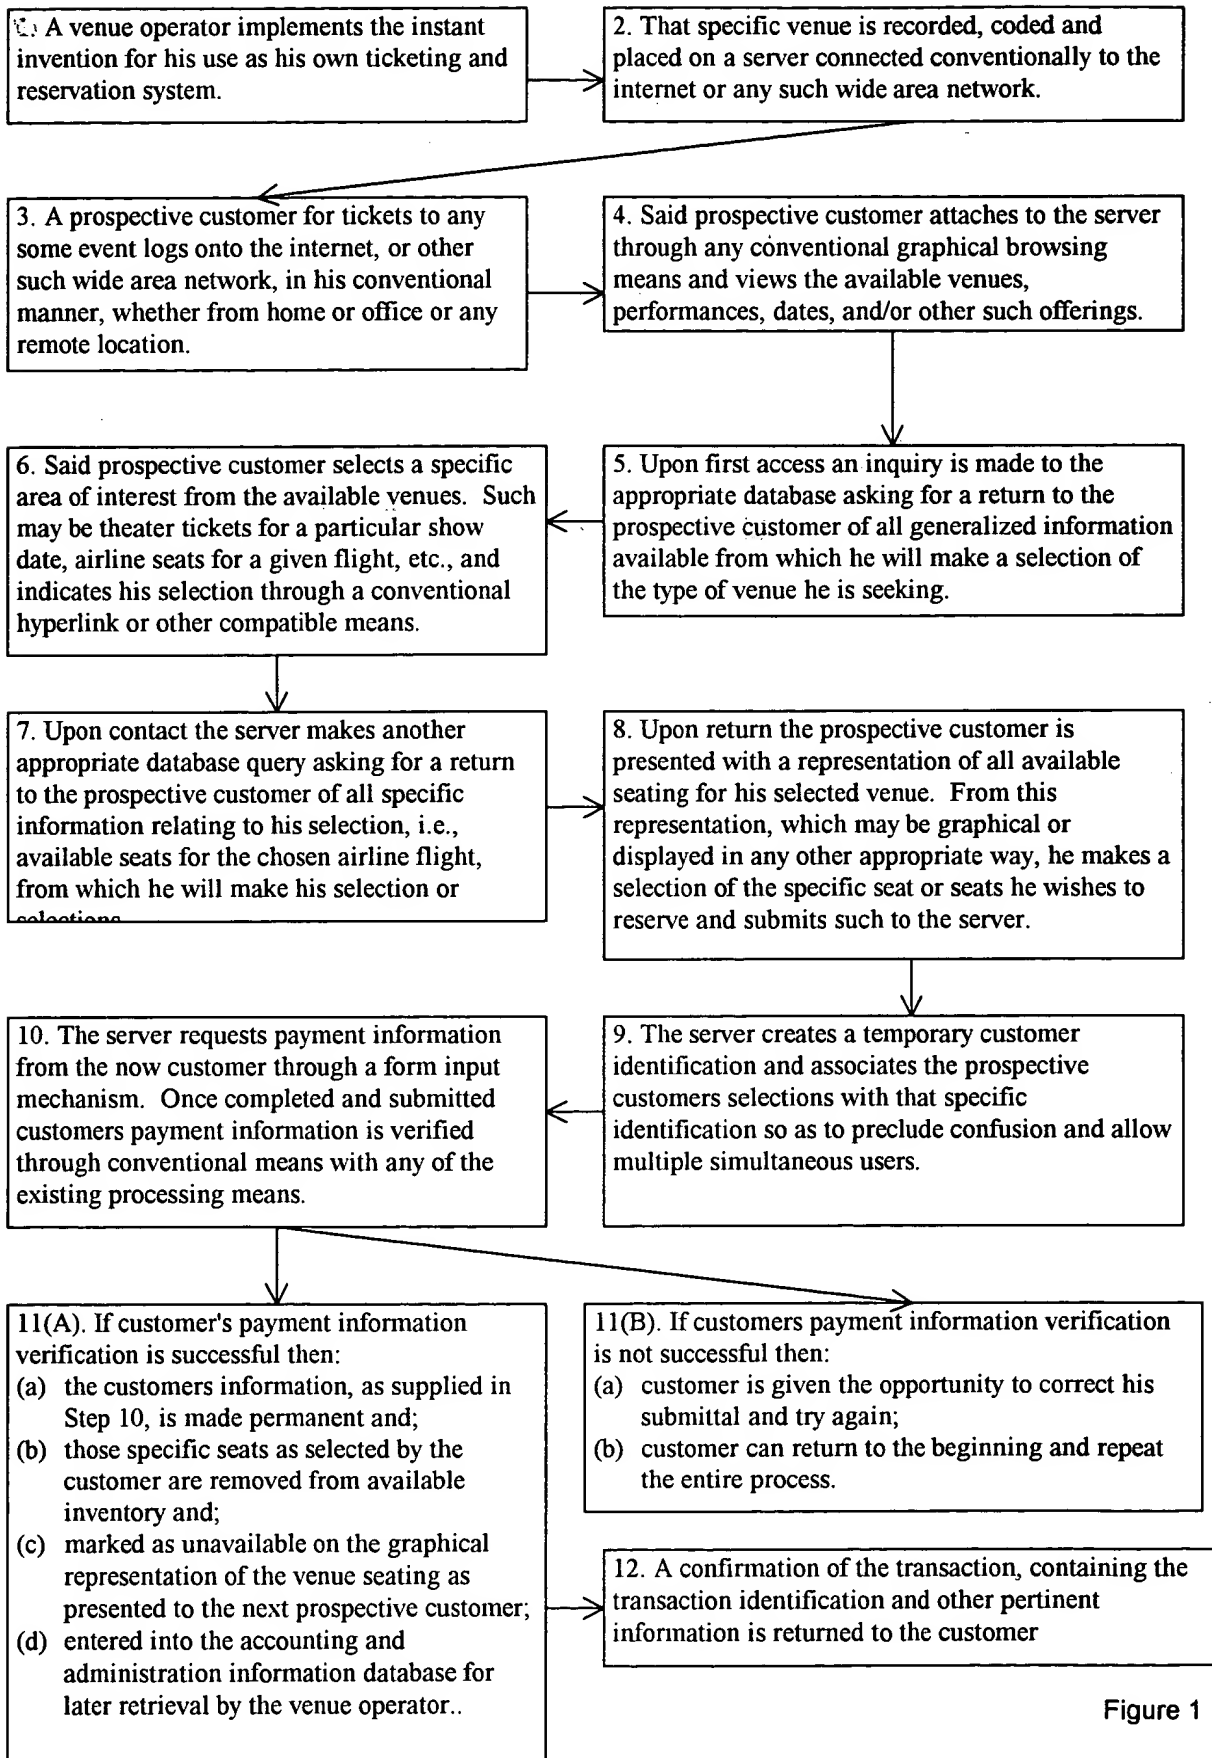 A venue operator implements the instant
invention for his use as his own ticketing and
reservation system.
2. That specific venue is recorded, coded and
placed on a server connected conventionally to the
internet or any such wide area network.
3. A prospective customer for tickets to any
some event logs onto the internet, or other
such wide area network, in his conventional
manner, whether from home or office or any
remote location.
4. Said prospective customer attaches to the server
through any conventional graphical browsing
means and views the available venues,
performances, dates, and/or other such offerings.
5. Upon first access an inquiry is made to the
appropriate database asking for a return to the
prospective customer of all generalized information
available from which he will make a selection of
the type of venue he is seeking.
6. Said prospective customer selects a specific
area of interest from the available venues. Such
may be theater tickets for a particular show
date, airline seats for a given flight, etc., and
indicates his selection through a conventional
hyperlink or other compatible means.
7. Upon contact the server makes another
appropriate database query asking for a return
to the prospective customer of all specific
information relating to his selection, i.e.,
available seats for the chosen airline flight,
from which he will make his selection or
selections
8. Upon return the prospective customer is
presented with a representation of all available
seating for his selected venue. From this
representation, which may be graphical or
displayed in any other appropriate way, he makes a
selection of the specific seat or seats he wishes to
reserve and submits such to the server.
9. The server creates a temporary customer
identification and associates the prospective
customers selections with that specific
identification so as to preclude confusion and allow
multiple simultaneous users.
10. The server requests payment information
from the now customer through a form input
mechanism. Once completed and submitted
customers payment information is verified
through conventional means with any of the
existing processing means.
11(A). If customer's payment information
verification is successful then:
(a) the customers information, as supplied in
Step 10, is made permanent and;
(b) those specific seats as selected by the
customer are removed from available
inventory and;
(c) marked as unavailable on the graphical
representation of the venue seating as
presented to the next prospective customer;
(d) entered into the accounting and
administration information database for
later retrieval by the venue operator..
11(B). If customers payment information verification
is not successful then:
(a) customer is given the opportunity to correct his
submittal and try again;
(b) customer can return to the beginning and repeat
the entire process.
12. A confirmation of the transaction, containing the
transaction identification and other pertinent
information is returned to the customer
Figure 1